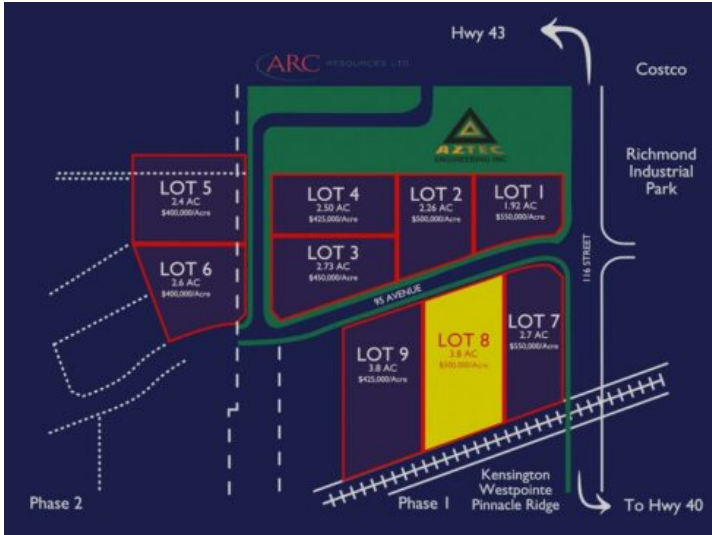 Hwy 43
ARC RESOURCES LTD.
Costco
AZTEC
ENGINEERING INC
Richmond
Industrial
Park
LOT 5
2.4 AC
$400,000/Acre
LOT 4
2.50 AC
$425,000/Acre
LOT 2
2.26 AC
$500,000/Acre
LOT 1
1.92 AC
$550,000/Acre
LOT 6
2.6 AC
$400,000/Acre
LOT 3
2.73 AC
$450,000/Acre
116 STREET
95 AVENUE
LOT 9
3.8 AC
$425,000/Acre
LOT 8
3.8 AC
$500,000/Acre
LOT 7
2.7 AC
$550,000/Acre
Phase 2
Phase 1
Kensington
Westpointe
Pinnacle Ridge
To Hwy 40